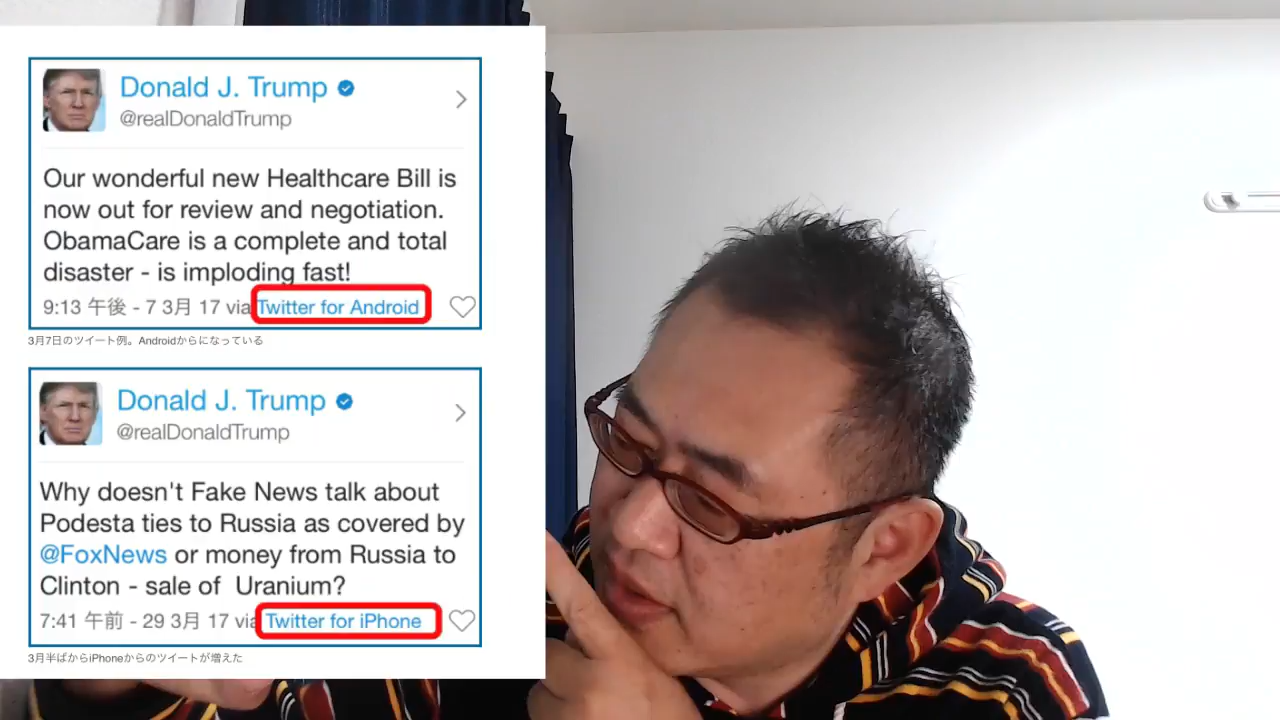 Donald J. Trump
@realDonaldTrump
Our wonderful new Healthcare Bill is
now out for review and negotiation.
ObamaCare is a complete and total
disaster - is imploding fast!
9:13 午後 - 7 3月 17 via Twitter for Android
3月7日のツイート例。Androidからになっている
Donald J. Trump
@realDonaldTrump
Why doesn't Fake News talk about
Podesta ties to Russia as covered by
@FoxNews or money from Russia to
Clinton - sale of Uranium?
7:41 午前 - 29 3月 17 via Twitter for iPhone
3月半ばからiPhoneからのツイートが増えた